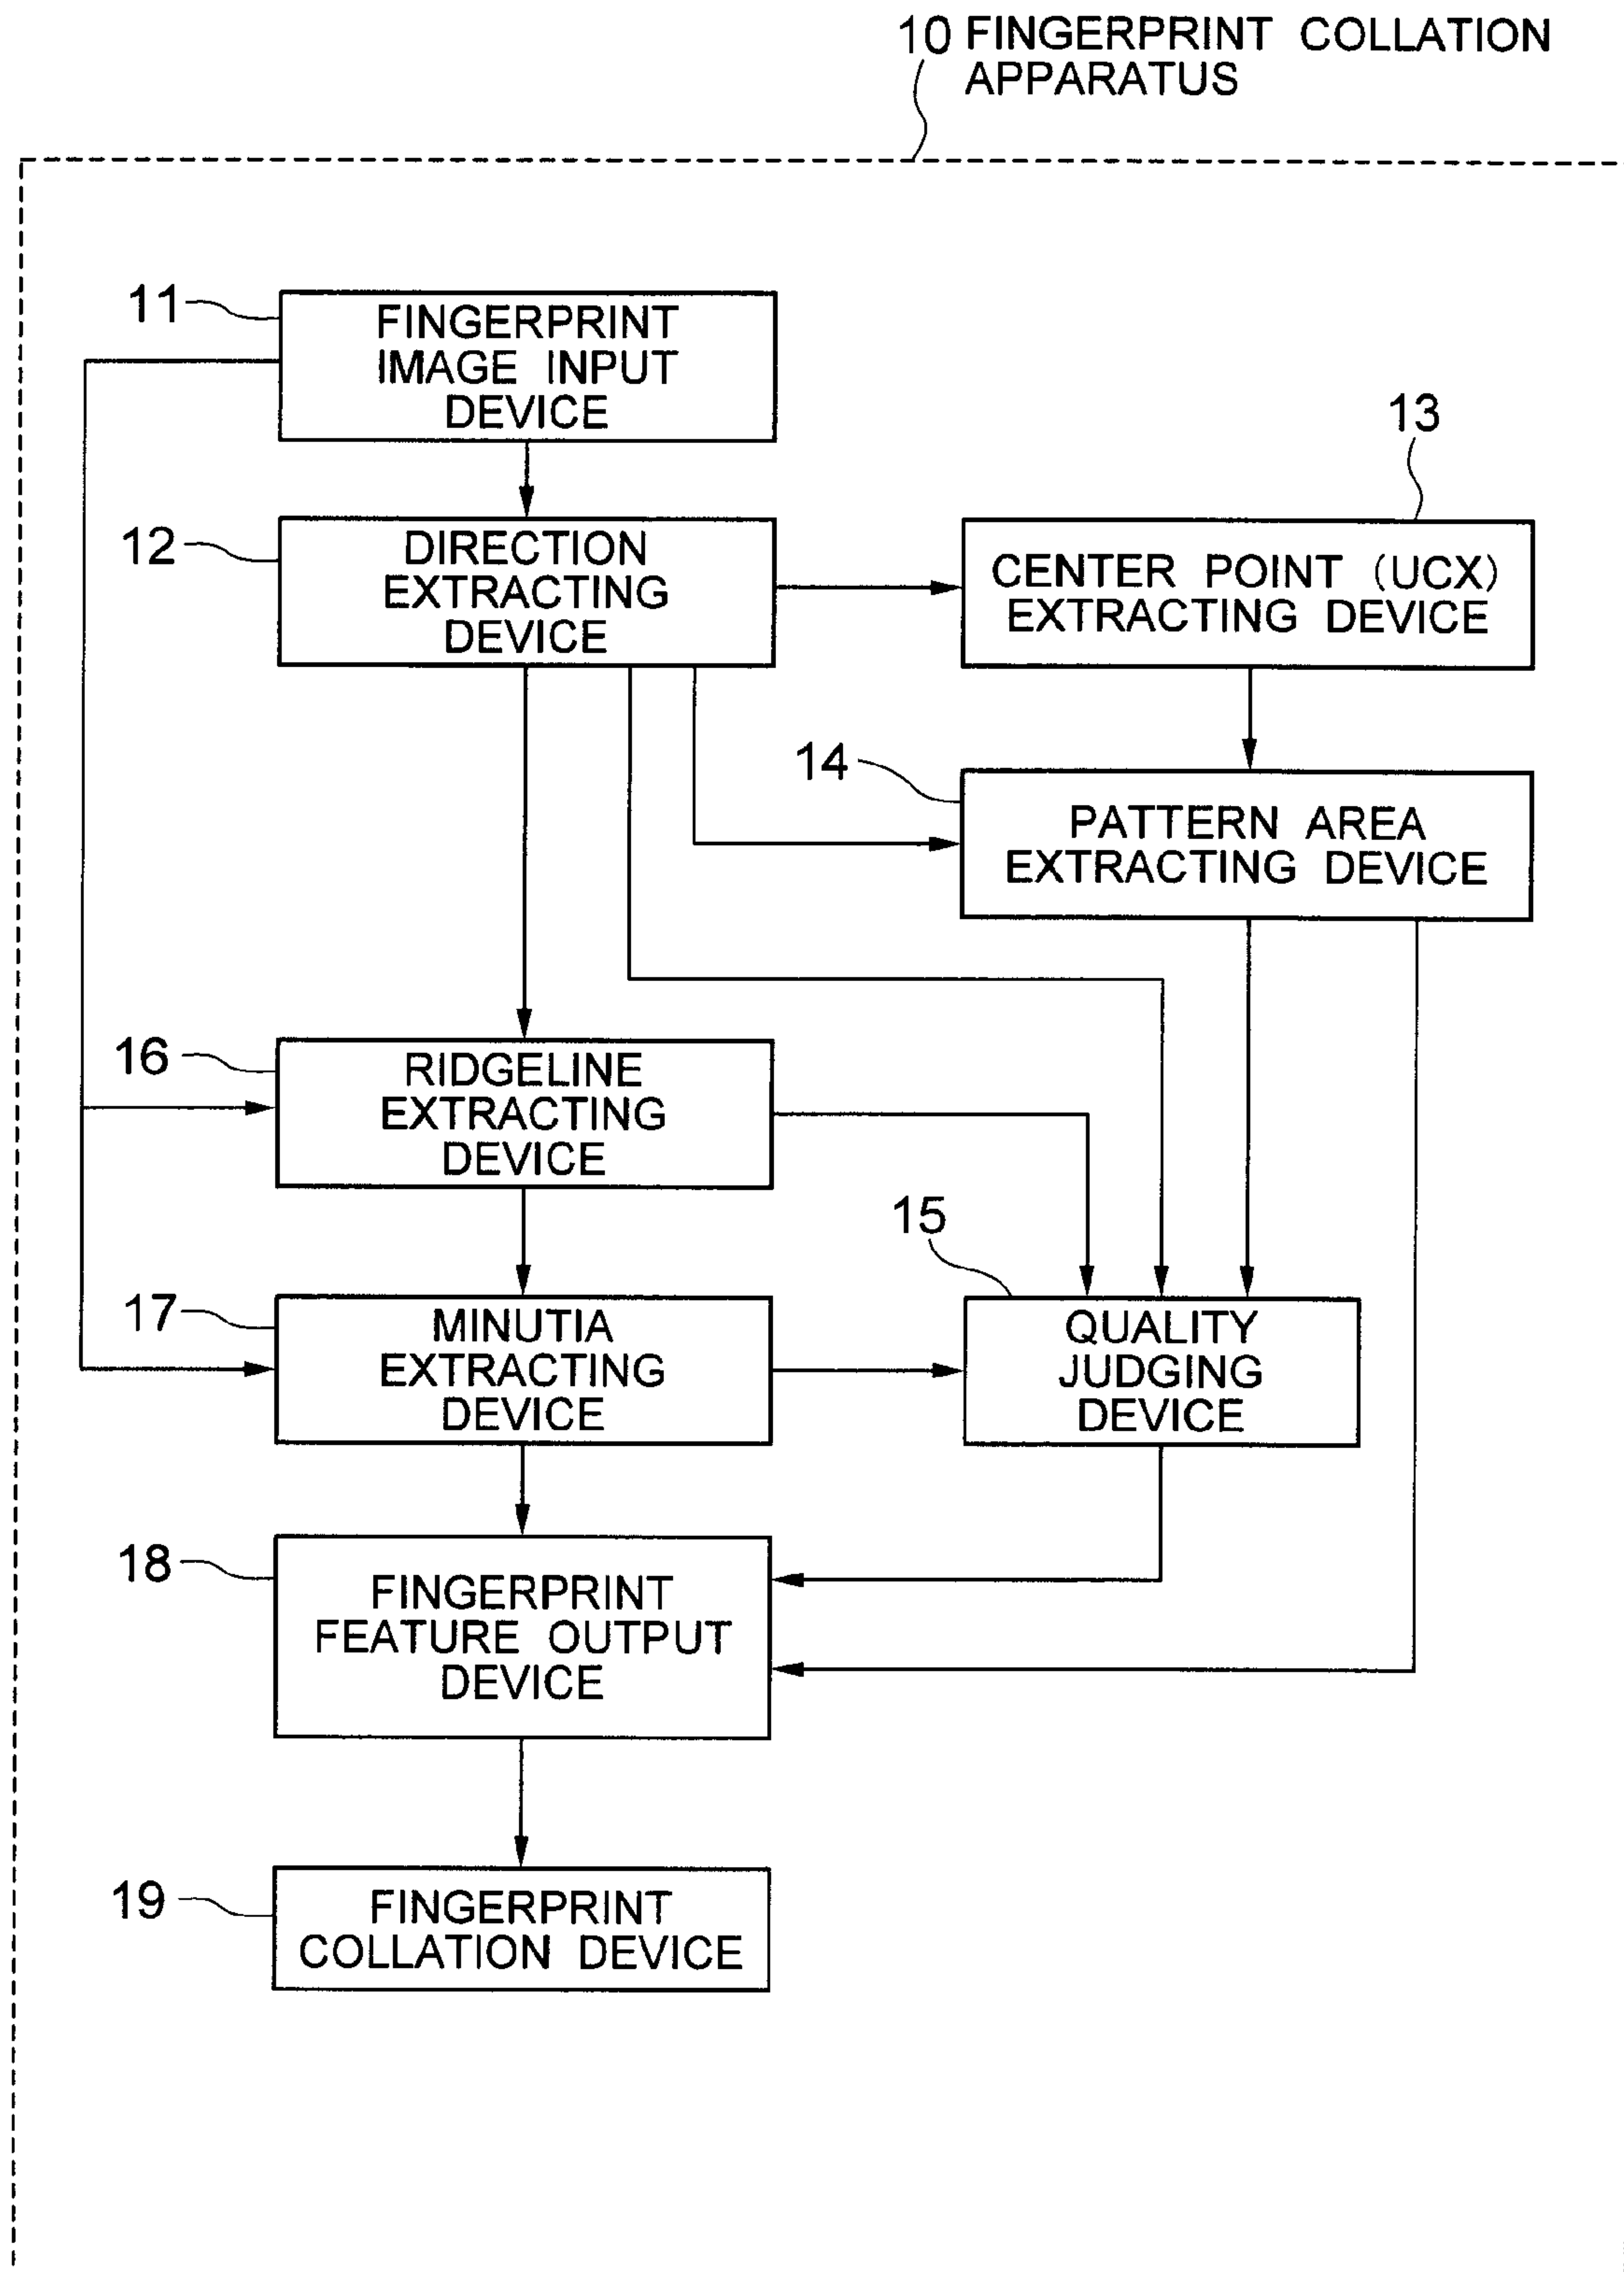 10 FINGERPRINT COLLATION
APPARATUS
11
FINGERPRINT
IMAGE INPUT
DEVICE
12
DIRECTION
EXTRACTING
DEVICE
13
CENTER POINT (UCX)
EXTRACTING DEVICE
14
PATTERN AREA
EXTRACTING DEVICE
16
RIDGELINE
EXTRACTING
DEVICE
15
QUALITY
JUDGING
DEVICE
17
MINUTIA
EXTRACTING
DEVICE
18
FINGERPRINT
FEATURE OUTPUT
DEVICE
19
FINGERPRINT
COLLATION DEVICE